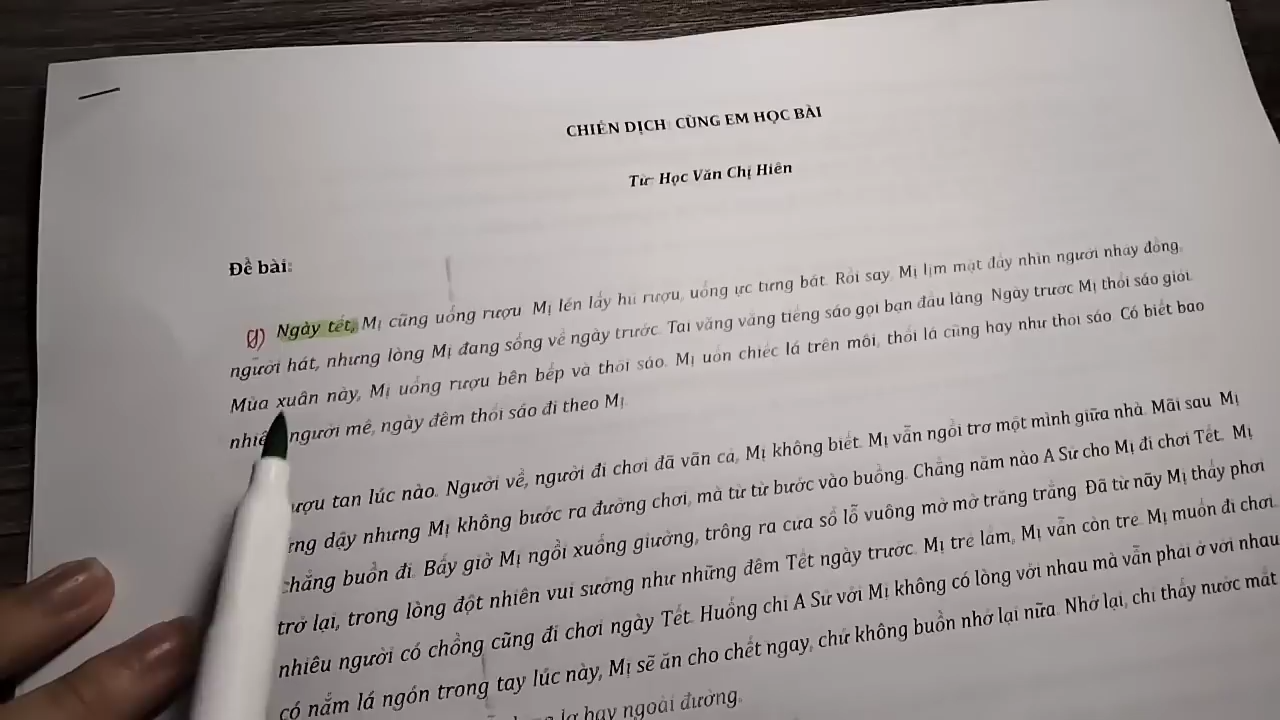 CHIẾN DỊCH CÙNG EM HỌC BÀI
Từ Học Văn Chị Hiên
Đề bài:
Ngày tết, Mị cũng uống rượu Mị lén lấy hũ rượu, uống ực từng bát. Rồi say, Mị lịm mặt đấy nhìn người nhảy đồng,
người hát, nhưng lòng Mị đang sống về ngày trước. Tai văng vẳng tiếng sáo gọi bạn đầu làng Ngày trước Mị thổi sáo giỏi.
Mùa xuân này, Mị uống rượu bên bếp và thổi sáo. Mị uốn chiếc lá trên môi, thổi lá cũng hay như thổi sáo. Có biết bao
người mê, ngày đêm thổi sáo đi theo Mị.
tan lúc nào. Người về, người đi chơi đã vãn cả, Mị không biết. Mị vẫn ngồi trơ một mình giữa nhà. Mãi sau Mị
dậy nhưng Mị không bước ra đường chơi, mà từ từ bước vào buồng. Chẳng năm nào A Sử cho Mị đi chơi Tết. Mị
buồn đi. Bấy giờ Mị ngồi xuống giường, trông ra cửa sổ lỗ vuông mờ mờ trăng trắng Đã từ nãy Mị thấy phơi
trở lại, trong lòng đột nhiên vui sướng như những đêm Tết ngày trước. Mị trẻ lắm, Mị vẫn còn trẻ. Mị muốn đi chơi.
nhiêu người có chồng cũng đi chơi ngày Tết. Huống chi A Sử với Mị không có lòng với nhau mà vẫn phải ở với nhau
có nắm lá ngón trong tay lúc này, Mị sẽ ăn cho chết ngay, chứ không buồn nhớ lại nữa. Nhớ lại, chỉ thấy nước mắt
lơ bay ngoài đường.